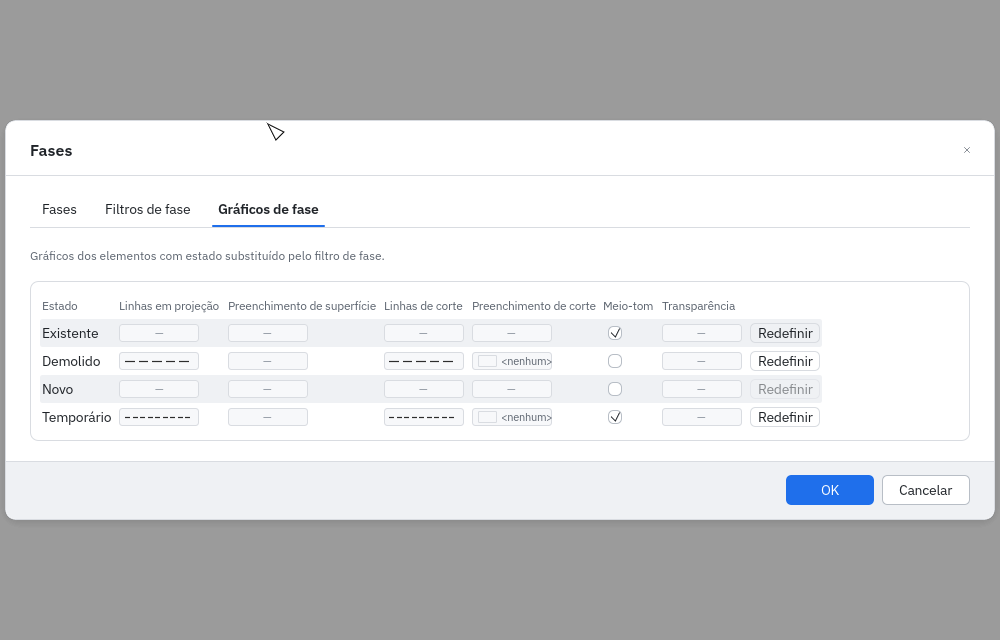 Fases
×
Fases Filtros de fase Gráficos de fase
Gráficos dos elementos com estado substituído pelo filtro de fase.
Estado Linhas em projeção Preenchimento de superfície Linhas de corte Preenchimento de corte Meio-tom Transparência
Existente — — — — — Redefinir
Demolido — <nenhum> — Redefinir
Novo — — — — — Redefinir
Temporário — <nenhum> — Redefinir
OK Cancelar